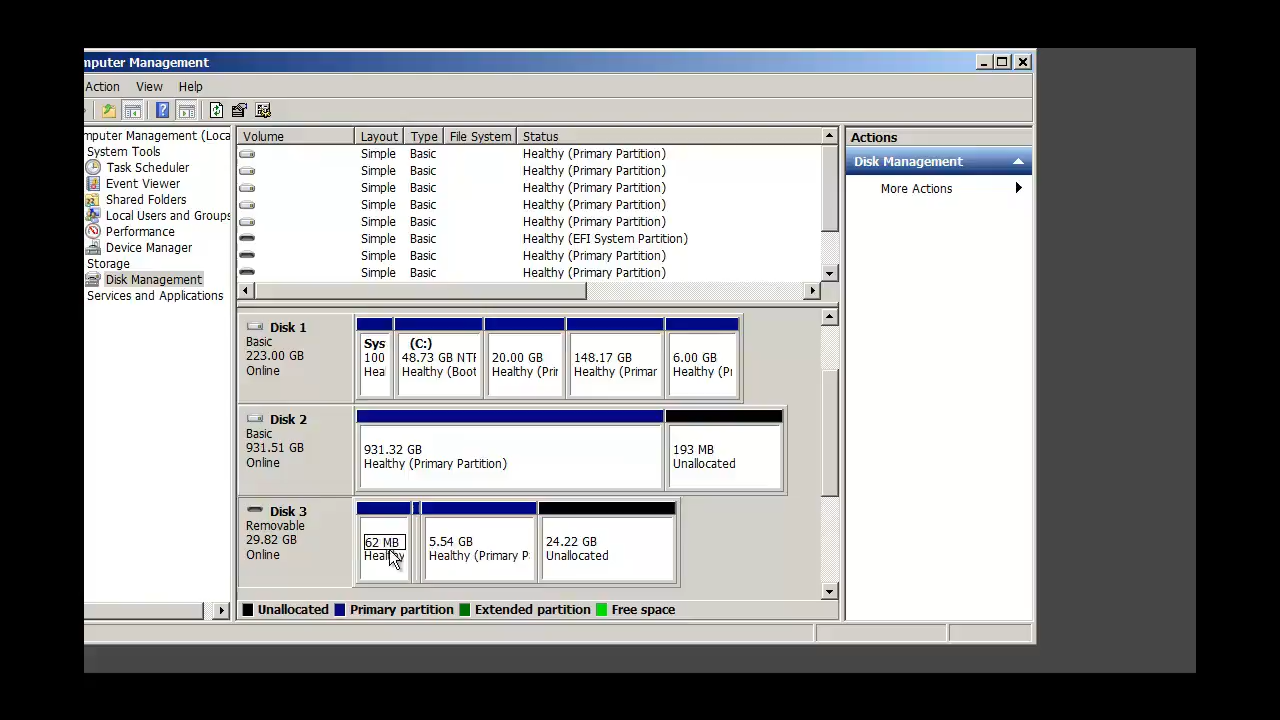 mputer Management
Action View Help
mputer Management (Loca
System Tools
Task Scheduler
Event Viewer
Shared Folders
Local Users and Groups
Performance
Device Manager
Storage
Disk Management
Services and Applications
Volume Layout Type File System Status
Simple Basic Healthy (Primary Partition)
Simple Basic Healthy (Primary Partition)
Simple Basic Healthy (Primary Partition)
Simple Basic Healthy (Primary Partition)
Simple Basic Healthy (Primary Partition)
Simple Basic Healthy (EFI System Partition)
Simple Basic Healthy (Primary Partition)
Simple Basic Healthy (Primary Partition)
Disk 1
Basic
223.00 GB
Online
Sys
100
Hea
(C:)
48.73 GB NTF
Healthy (Boot
20.00 GB
Healthy (Prir
148.17 GB
Healthy (Primar
6.00 GB
Healthy (Pr
Disk 2
Basic
931.51 GB
Online
931.32 GB
Healthy (Primary Partition)
193 MB
Unallocated
Disk 3
Removable
29.82 GB
Online
62 MB
Healthy
5.54 GB
Healthy (Primary P
24.22 GB
Unallocated
Unallocated Primary partition Extended partition Free space
Actions
Disk Management
More Actions